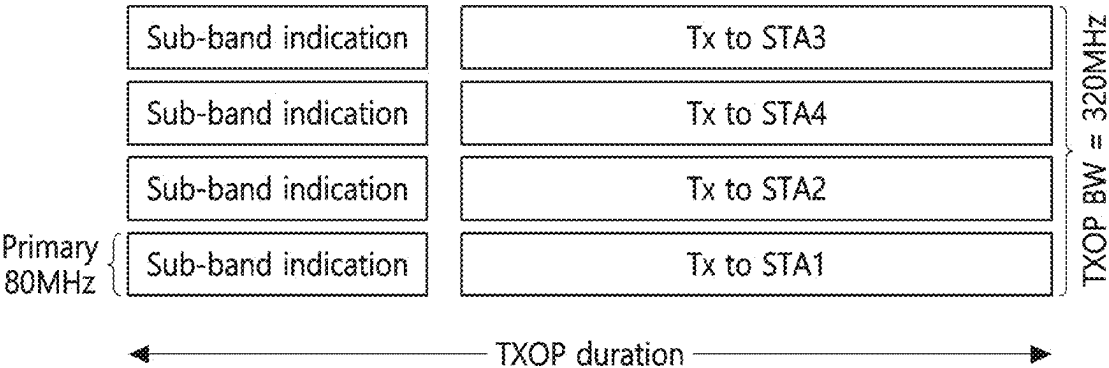 Sub-band indication Tx to STA3
Sub-band indication Tx to STA4
Sub-band indication Tx to STA2
Primary
80MHz
Sub-band indication Tx to STA1
TXOP BW = 320MHz
TXOP duration